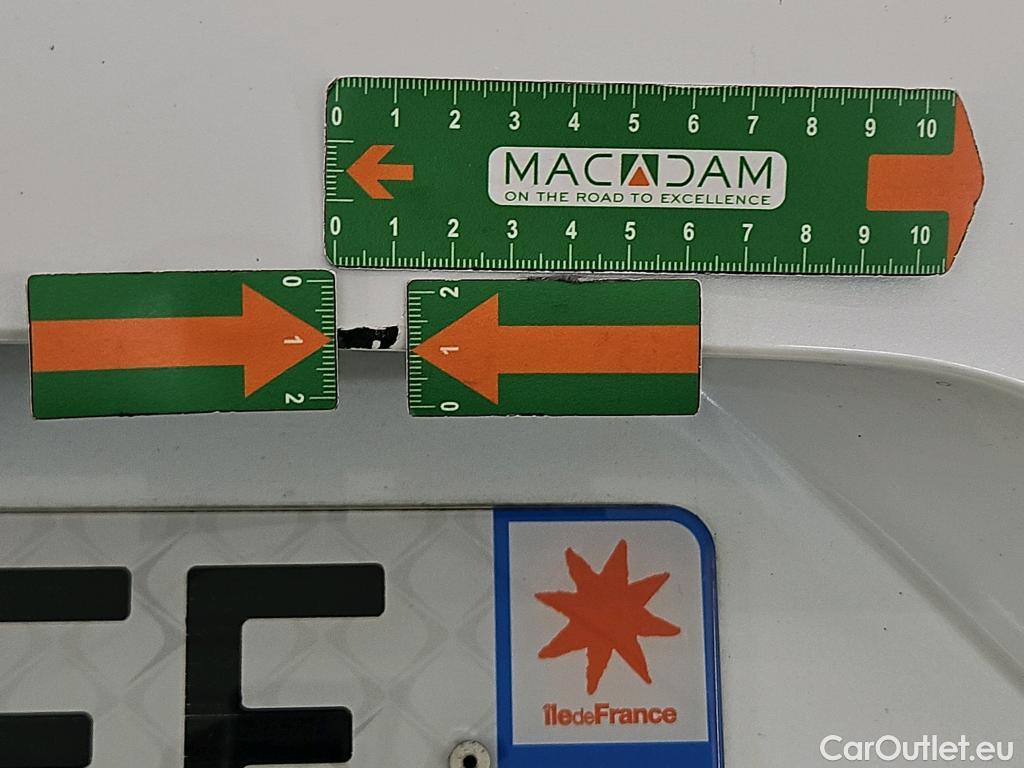 0 1 2 3 4 5 6 7 8 9 10
MACADAM
ON THE ROAD TO EXCELLENCE
0 1 2 3 4 5 6 7 8 9 10
0 1 2
2 1 0
îledeFrance
CarOutlet.eu